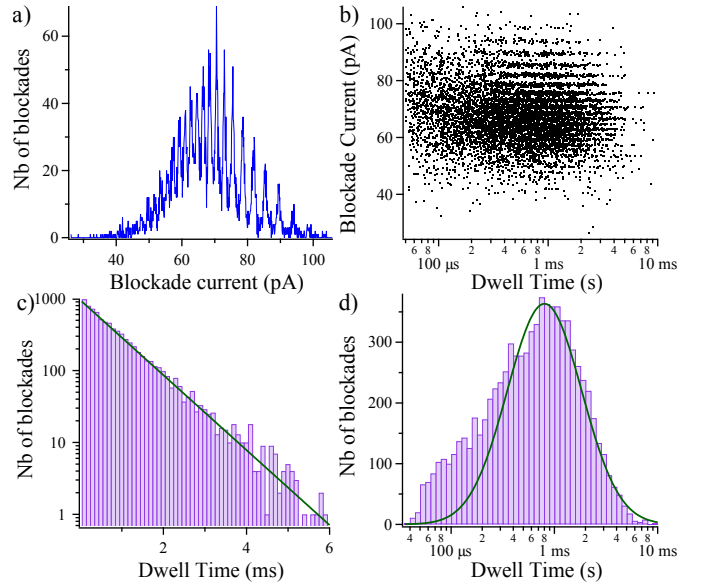 a)
Nb of blockades
60
40
20
0
40 60 80 100
Blockade current (pA)
b)
Blockade Current (pA)
100
80
60
40
6 8 2 4 6 8 2 4 6 8
100 µs 1 ms 10 ms
Dwell Time (s)
c)
Nb of blockades
1000
100
10
1
2 4 6
Dwell Time (ms)
d)
Nb of blockades
300
200
100
0
4 6 8 2 4 6 8 2 4 6 8
100 µs 1 ms 10 ms
Dwell Time (s)